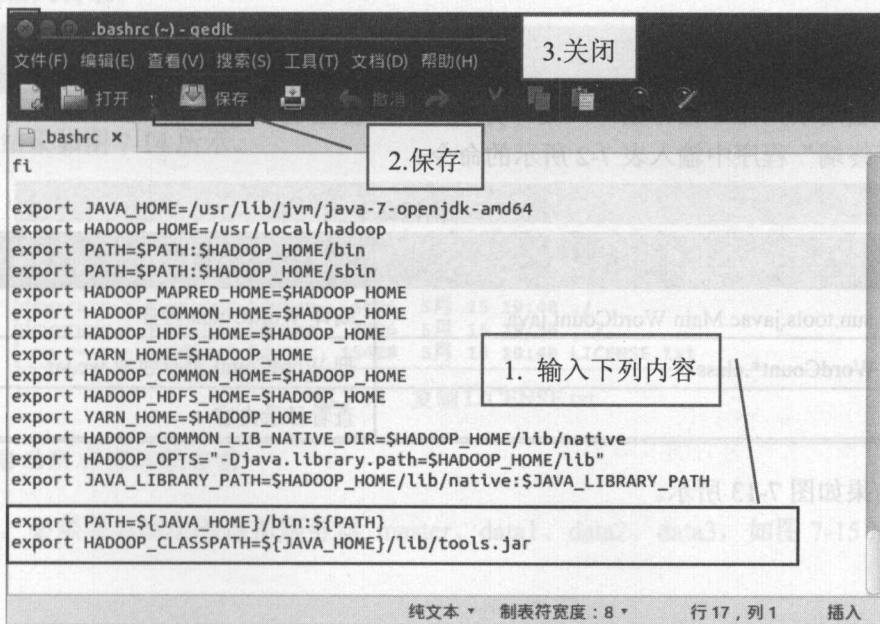 .bashrc (~) - gedit
文件(F) 编辑(E) 查看(V) 搜索(S) 工具(T) 文档(D) 帮助(H)
3.关闭
打开 保存 撤消
.bashrc ×
2.保存
fi
export JAVA_HOME=/usr/lib/jvm/java-7-openjdk-amd64
export HADOOP_HOME=/usr/local/hadoop
export PATH=$PATH:$HADOOP_HOME/bin
export PATH=$PATH:$HADOOP_HOME/sbin
export HADOOP_MAPRED_HOME=$HADOOP_HOME
export HADOOP_COMMON_HOME=$HADOOP_HOME
export HADOOP_HDFS_HOME=$HADOOP_HOME
export YARN_HOME=$HADOOP_HOME
export HADOOP_COMMON_HOME=$HADOOP_HOME
export HADOOP_HDFS_HOME=$HADOOP_HOME
export YARN_HOME=$HADOOP_HOME
1. 输入下列内容
export HADOOP_COMMON_LIB_NATIVE_DIR=$HADOOP_HOME/lib/native
export HADOOP_OPTS="-Djava.library.path=$HADOOP_HOME/lib"
export JAVA_LIBRARY_PATH=$HADOOP_HOME/lib/native:$JAVA_LIBRARY_PATH
export PATH=${JAVA_HOME}/bin:${PATH}
export HADOOP_CLASSPATH=${JAVA_HOME}/lib/tools.jar
纯文本 制表符宽度：8 行 17，列 1 插入